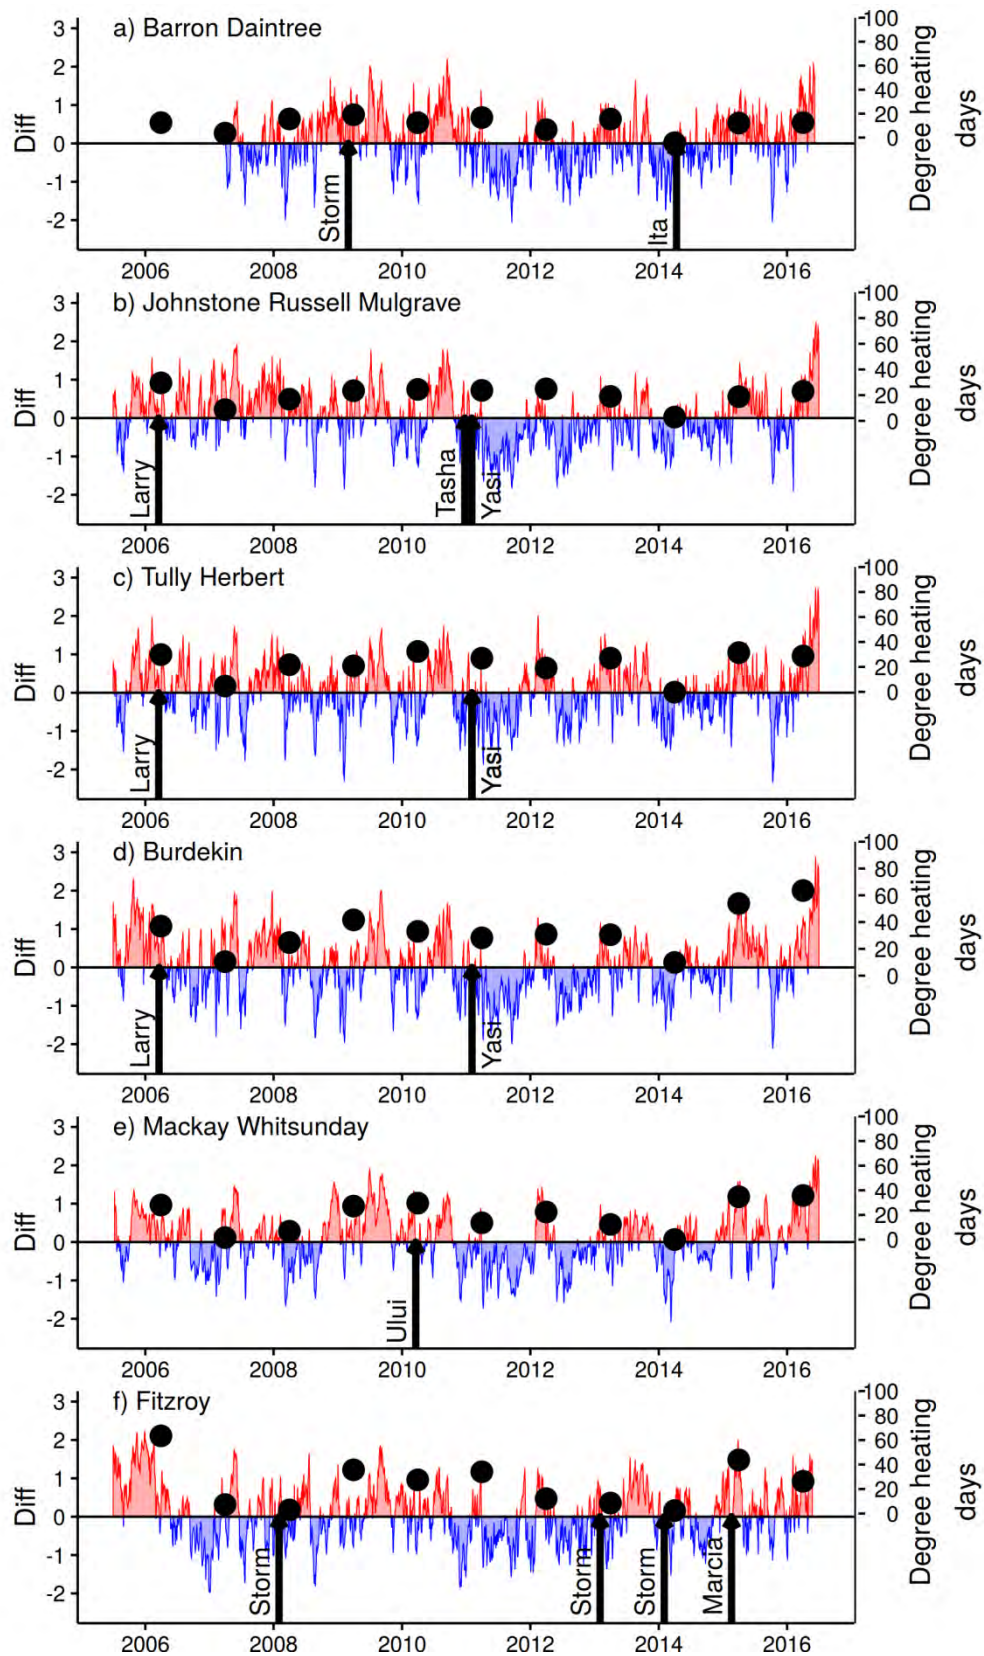 a) Barron Daintree
3
2
1
0
-1
-2
Diff
100
80
60
40
20
0
Degree heating
days
Storm
Ita
2006 2008 2010 2012 2014 2016
b) Johnstone Russell Mulgrave
3
2
1
0
-1
-2
Diff
100
80
60
40
20
0
Degree heating
days
Larry
Tasha
Yasi
2006 2008 2010 2012 2014 2016
c) Tully Herbert
3
2
1
0
-1
-2
Diff
100
80
60
40
20
0
Degree heating
days
Larry
Yasi
2006 2008 2010 2012 2014 2016
d) Burdekin
3
2
1
0
-1
-2
Diff
100
80
60
40
20
0
Degree heating
days
Larry
Yasi
2006 2008 2010 2012 2014 2016
e) Mackay Whitsunday
3
2
1
0
-1
-2
Diff
100
80
60
40
20
0
Degree heating
days
Ului
2006 2008 2010 2012 2014 2016
f) Fitzroy
3
2
1
0
-1
-2
Diff
100
80
60
40
20
0
Degree heating
days
Storm
Storm
Storm
Marcia
2006 2008 2010 2012 2014 2016